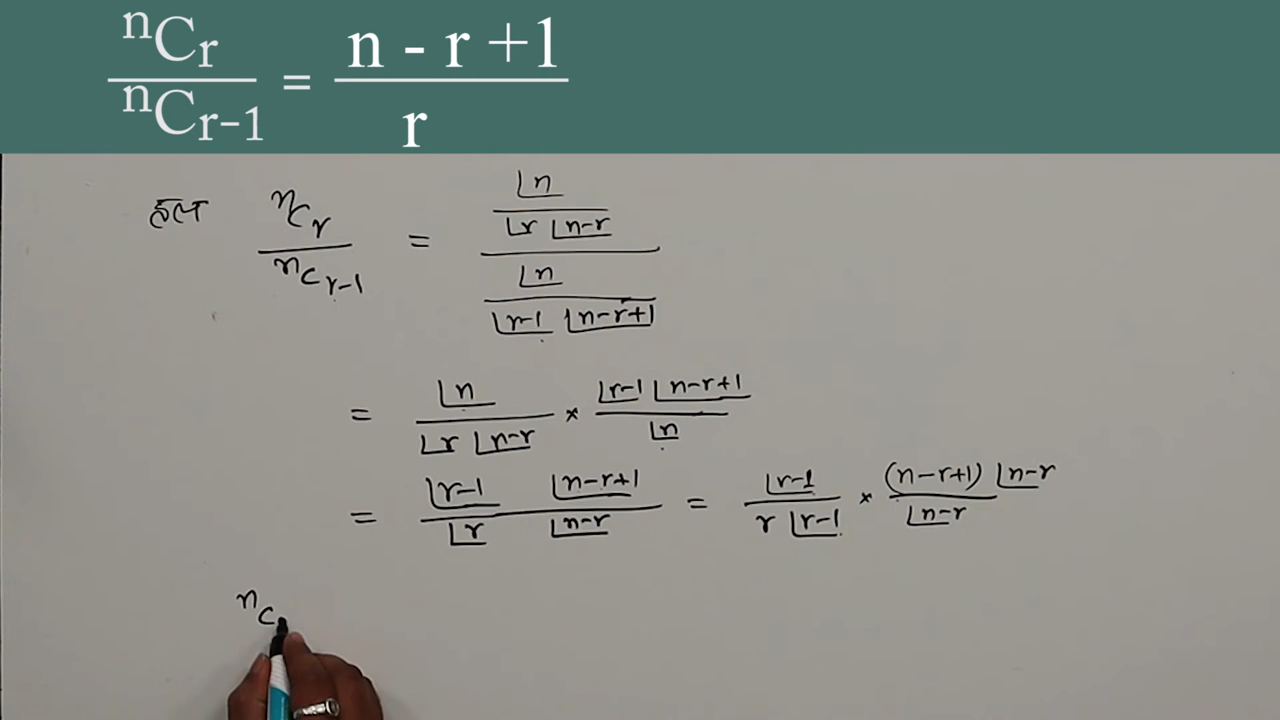 nCr / nCr-1 = n - r + 1 / r
हल nCr / nCr-1 = (⌊n / ⌊r ⌊n-r) / (⌊n / ⌊r-1 ⌊n-r+1)
= ⌊n / ⌊r ⌊n-r × ⌊r-1 ⌊n-r+1 / ⌊n
= ⌊r-1 ⌊n-r+1 / ⌊r ⌊n-r = ⌊r-1 / r ⌊r-1 × (n-r+1) ⌊n-r / ⌊n-r
nC